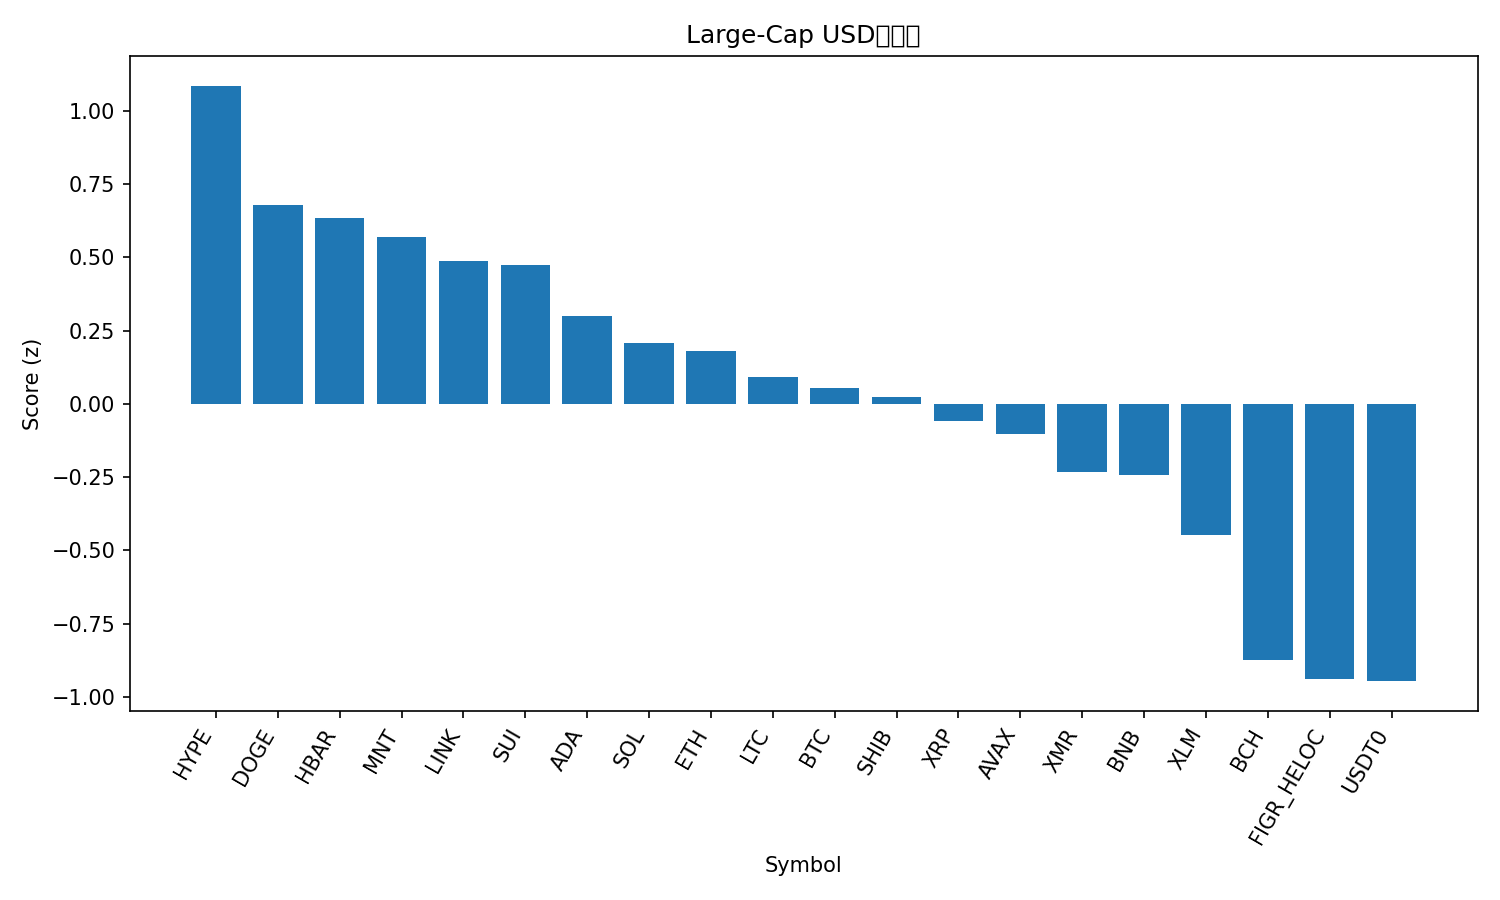 Large-Cap USD
1.00
0.75
0.50
0.25
0.00
−0.25
−0.50
−0.75
−1.00
Score (z)
HYPE
DOGE
HBAR
MNT
LINK
SUI
ADA
SOL
ETH
LTC
BTC
SHIB
XRP
AVAX
XMR
BNB
XLM
BCH
FIGR_HELOC
USDT0
Symbol